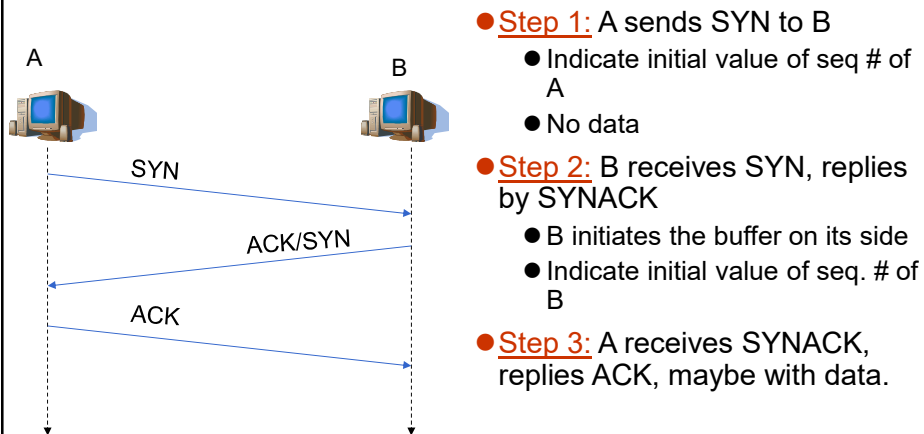 A
B
SYN
ACK/SYN
ACK
● Step 1: A sends SYN to B
● Indicate initial value of seq # of
A
● No data
● Step 2: B receives SYN, replies
by SYNACK
● B initiates the buffer on its side
● Indicate initial value of seq. # of
B
● Step 3: A receives SYNACK,
replies ACK, maybe with data.